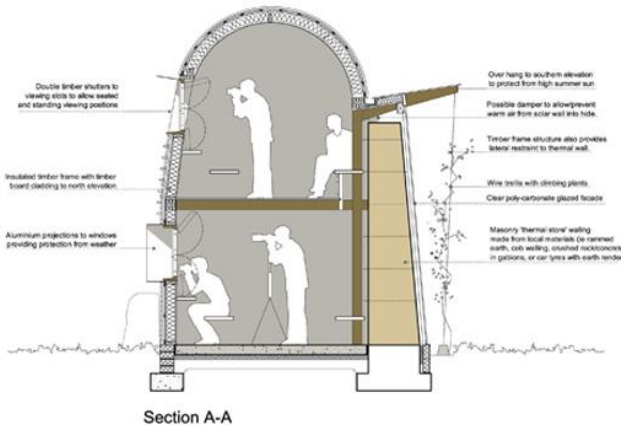 Double timber shutters to
viewing slots to allow seated
and standing viewing positions
Insulated timber frame with timber
board cladding to north elevation
Aluminium projections to windows
providing protection from weather
Over hang to southern elevation
to protect from high summer sun
Possible damper to allow/prevent
warm air from solar wall into hide.
Timber frame structure also provides
lateral restraint to thermal wall.
Wire trellis with climbing plants
Clear poly-carbonate glazed facade
Masonry 'thermal store' walling
made from local materials (ie rammed
earth, cob walling, crushed rock/concrete
in gabions, or car tyres with earth render
Section A-A